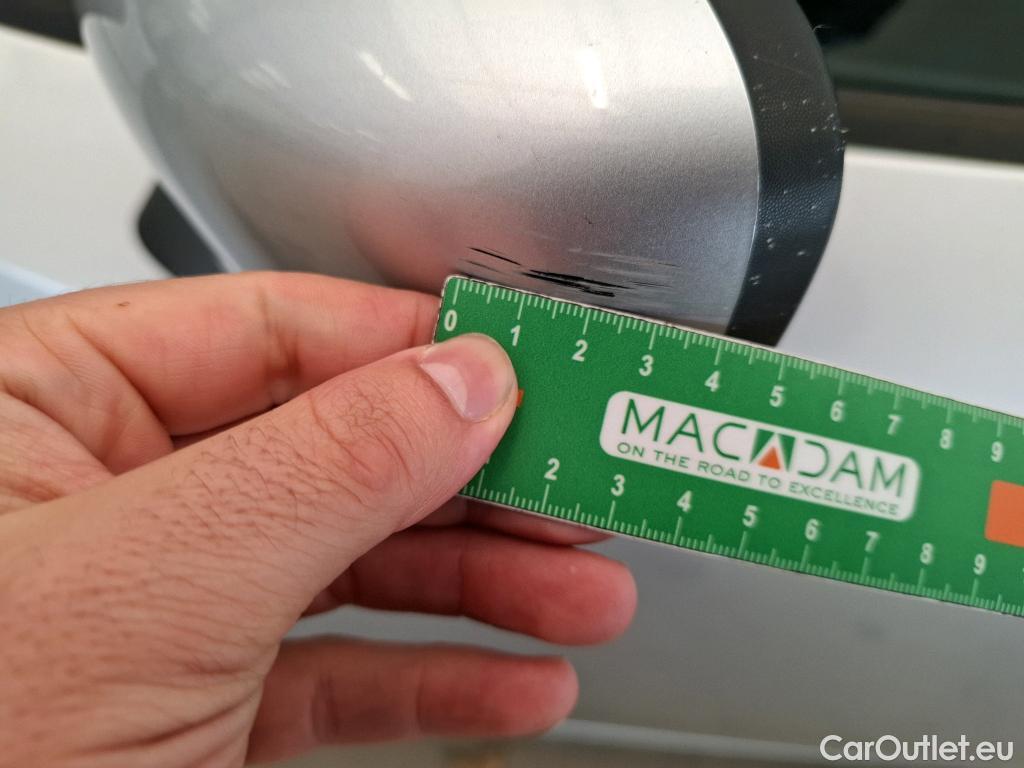 0 1 2 3 4 5 6 7 8 9
MACADAM
ON THE ROAD TO EXCELLENCE
2 3 4 5 6 7 8 9
CarOutlet.eu